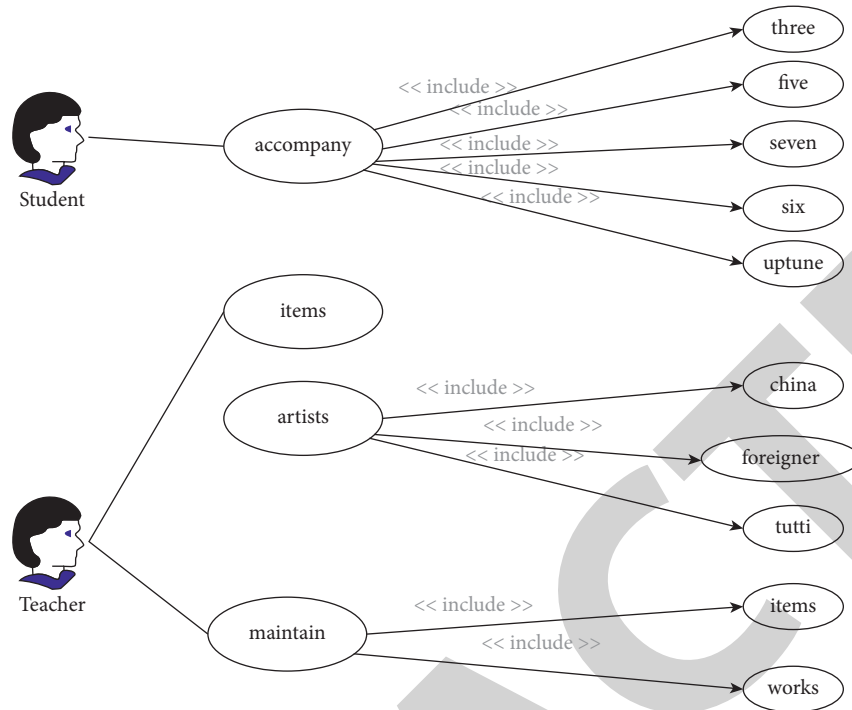 three
<< include >>
five
<< include >>
accompany
<< include >>
seven
<< include >>
Student
<< include >>
six
uptune
items
<< include >>
china
artists
<< include >>
<< include >>
foreigner
tutti
Teacher
<< include >>
items
maintain
<< include >>
works